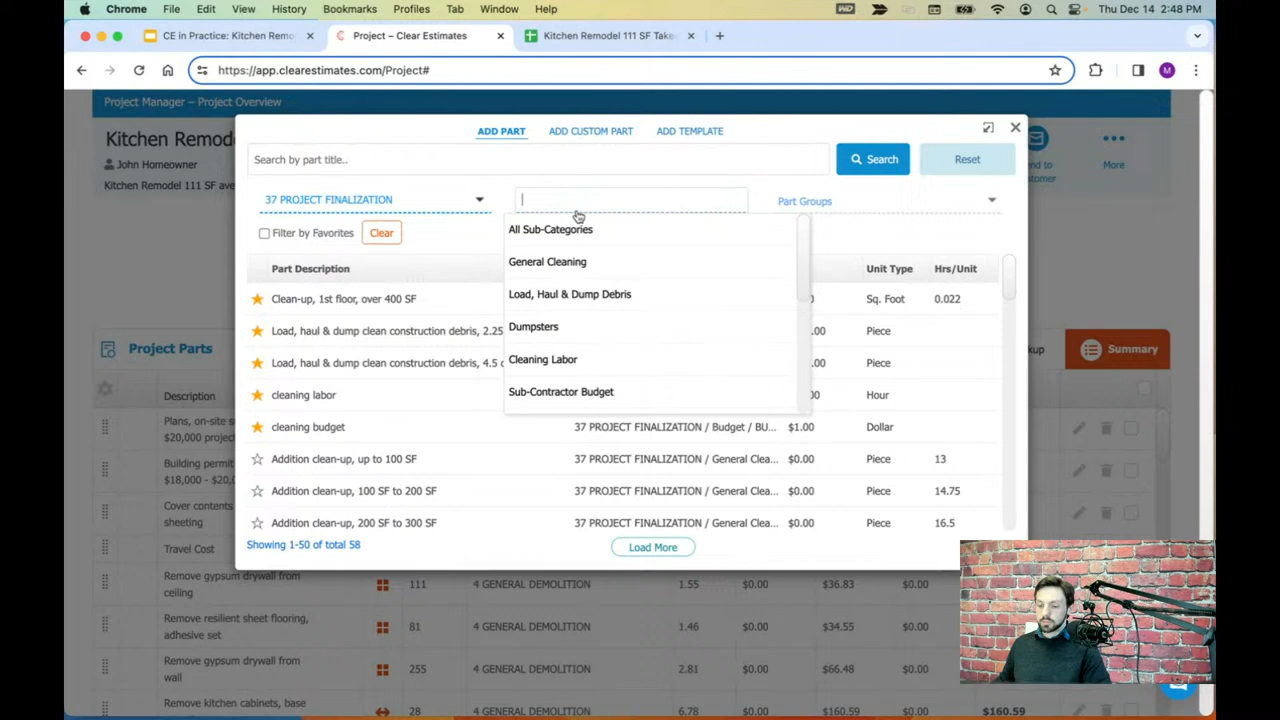 Chrome File Edit View History Bookmarks Profiles Tab Window Help Thu Dec 14 2:48 PM
CE in Practice: Kitchen Remo Project – Clear Estimates Kitchen Remodel 111 SF Take
https://app.clearestimates.com/Project#
M
Project Manager – Project Overview
Kitchen Remod
John Homeowner
Kitchen Remodel 111 SF ave
nd to
stomer
More
ADD PART ADD CUSTOM PART ADD TEMPLATE
Search by part title..
Search
Reset
37 PROJECT FINALIZATION
Part Groups
Filter by Favorites Clear
All Sub-Categories
General Cleaning
Load, Haul & Dump Debris
Dumpsters
Cleaning Labor
Sub-Contractor Budget
Part Description Unit Type Hrs/Unit
Clean-up, 1st floor, over 400 SF Sq. Foot 0.022
Load, haul & dump clean construction debris, 2.25 .00 Piece
Load, haul & dump clean construction debris, 4.5 c .00 Piece
cleaning labor 00 Hour
cleaning budget 37 PROJECT FINALIZATION / Budget / BU... $1.00 Dollar
Addition clean-up, up to 100 SF 37 PROJECT FINALIZATION / General Clea... $0.00 Piece 13
Addition clean-up, 100 SF to 200 SF 37 PROJECT FINALIZATION / General Clea... $0.00 Piece 14.75
Addition clean-up, 200 SF to 300 SF 37 PROJECT FINALIZATION / General Clea... $0.00 Piece 16.5
Showing 1-50 of total 58
Load More
Project Parts
kup
Summary
Description
Plans, on-site s
$20,000 project
Building permit
$18,000 - $20,
Cover contents
sheeting
Travel Cost
Remove gypsum drywall from
ceiling
111 4 GENERAL DEMOLITION 1.55 $0.00 $36.83 $0.00
Remove resilient sheet flooring,
adhesive set
81 4 GENERAL DEMOLITION 1.46 $0.00 $34.55 $0.00
Remove gypsum drywall from
wall
255 4 GENERAL DEMOLITION 2.81 $0.00 $66.48 $0.00
Remove kitchen cabinets, base
28 4 GENERAL DEMOLITION 6.78 $0.00 $160.59 $0.00 $160.59